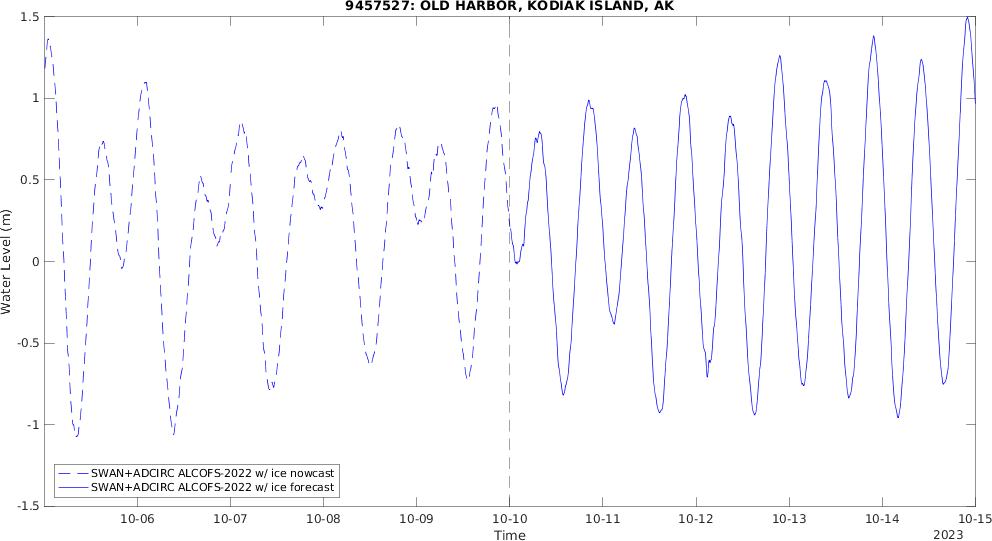 9457527: OLD HARBOR, KODIAK ISLAND, AK
1.5
1
0.5
0
-0.5
-1
-1.5
Water Level (m)
SWAN+ADCIRC ALCOFS-2022 w/ ice nowcast
SWAN+ADCIRC ALCOFS-2022 w/ ice forecast
10-06 10-07 10-08 10-09 10-10 10-11 10-12 10-13 10-14 10-15
Time
2023